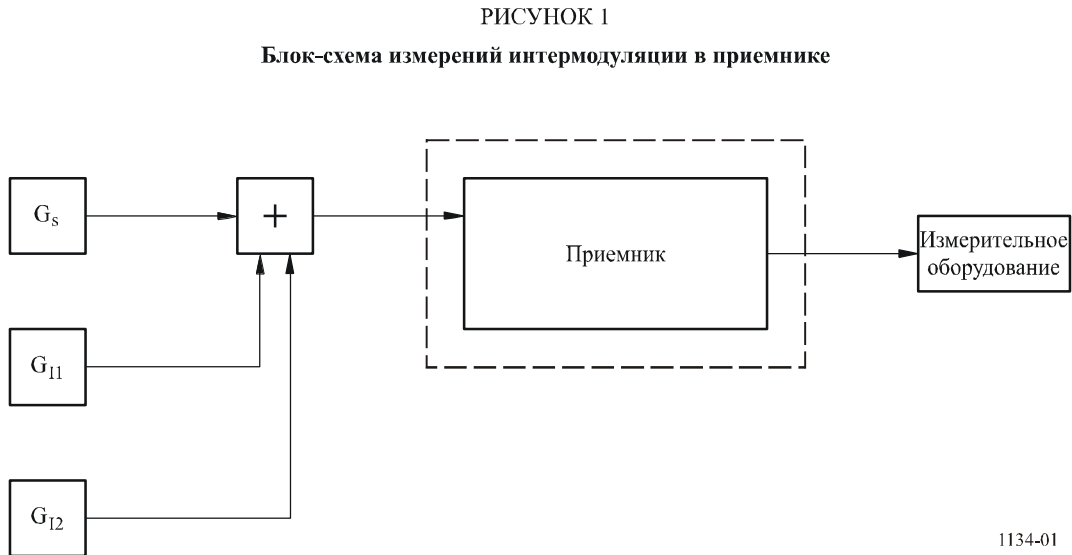 РИСУНОК 1
Блок-схема измерений интермодуляции в приемнике
Gs
+
Приемник
Измерительное
оборудование
GI1
GI2
1134-01